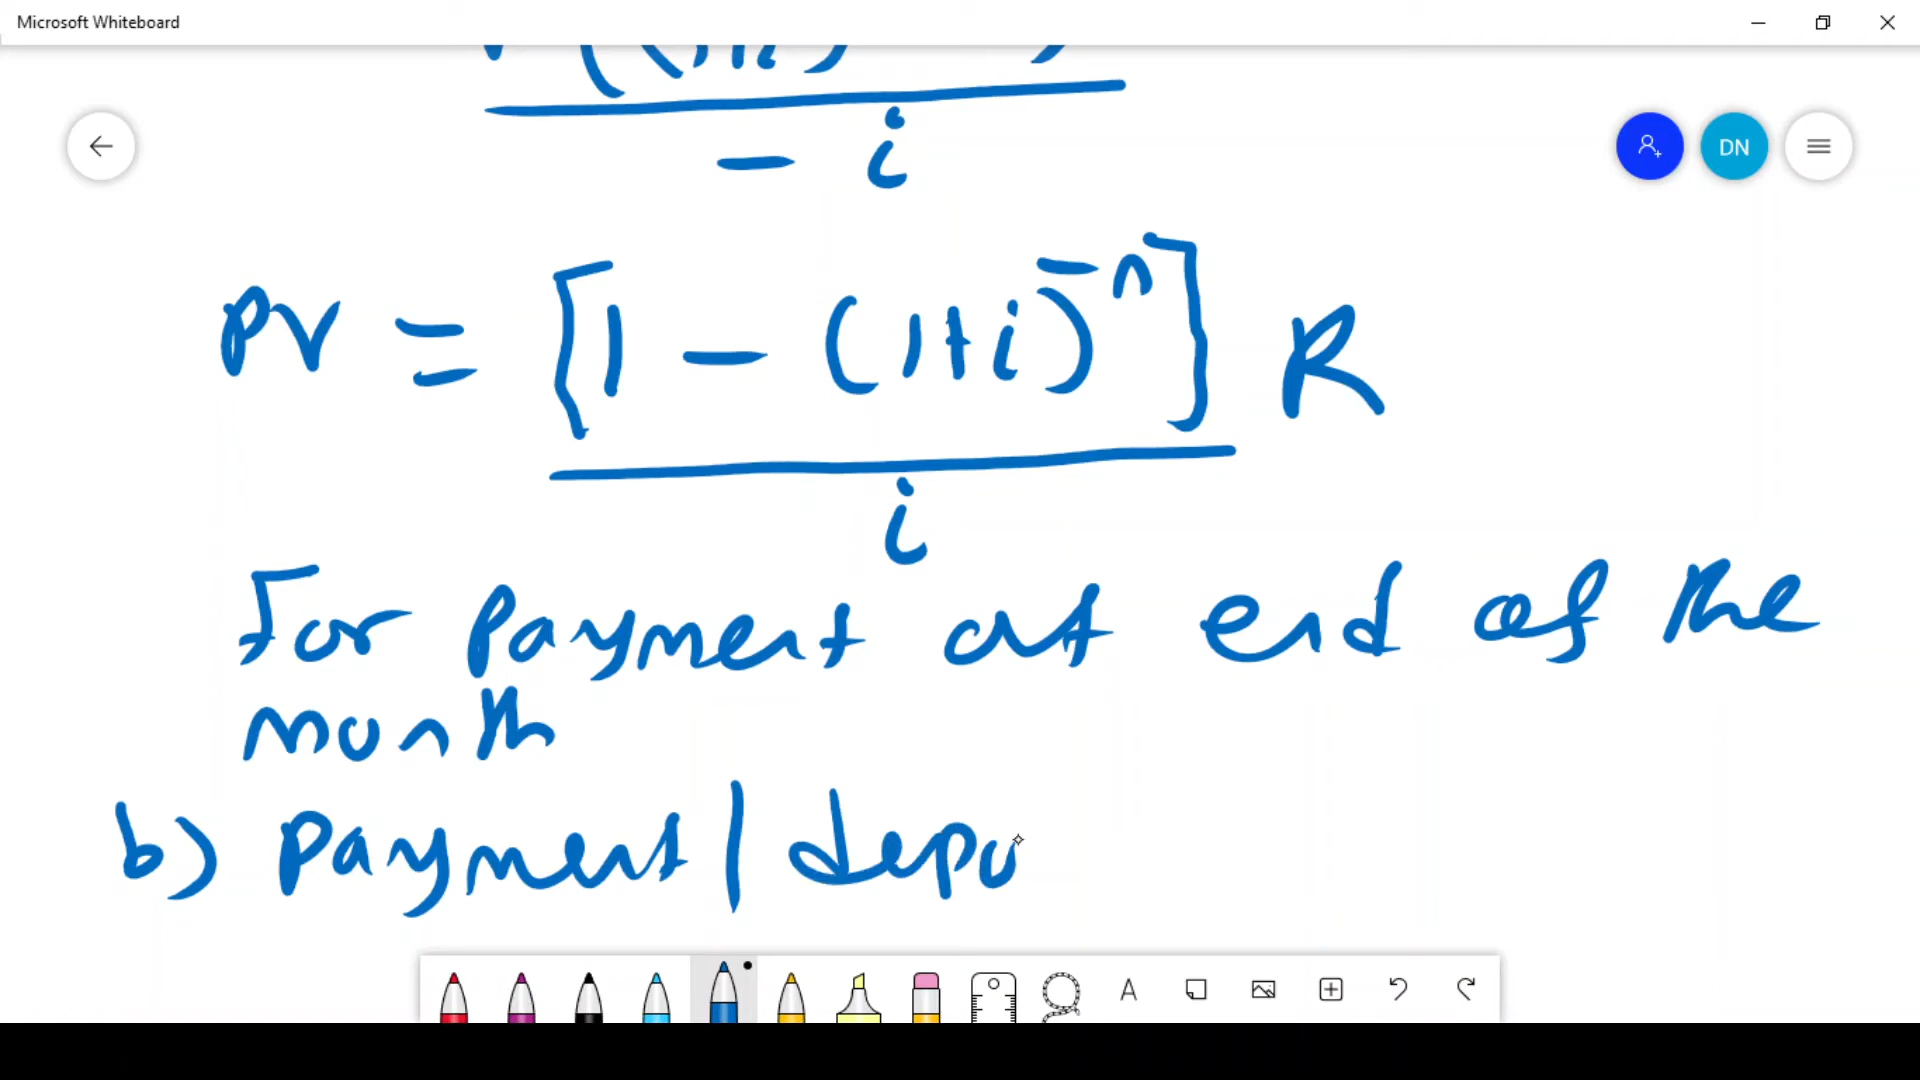 Microsoft Whiteboard
- i
DN
PV = [1 - (1+i)^-n] R
i
For payment at end of the
month
b) Payment | depo
A